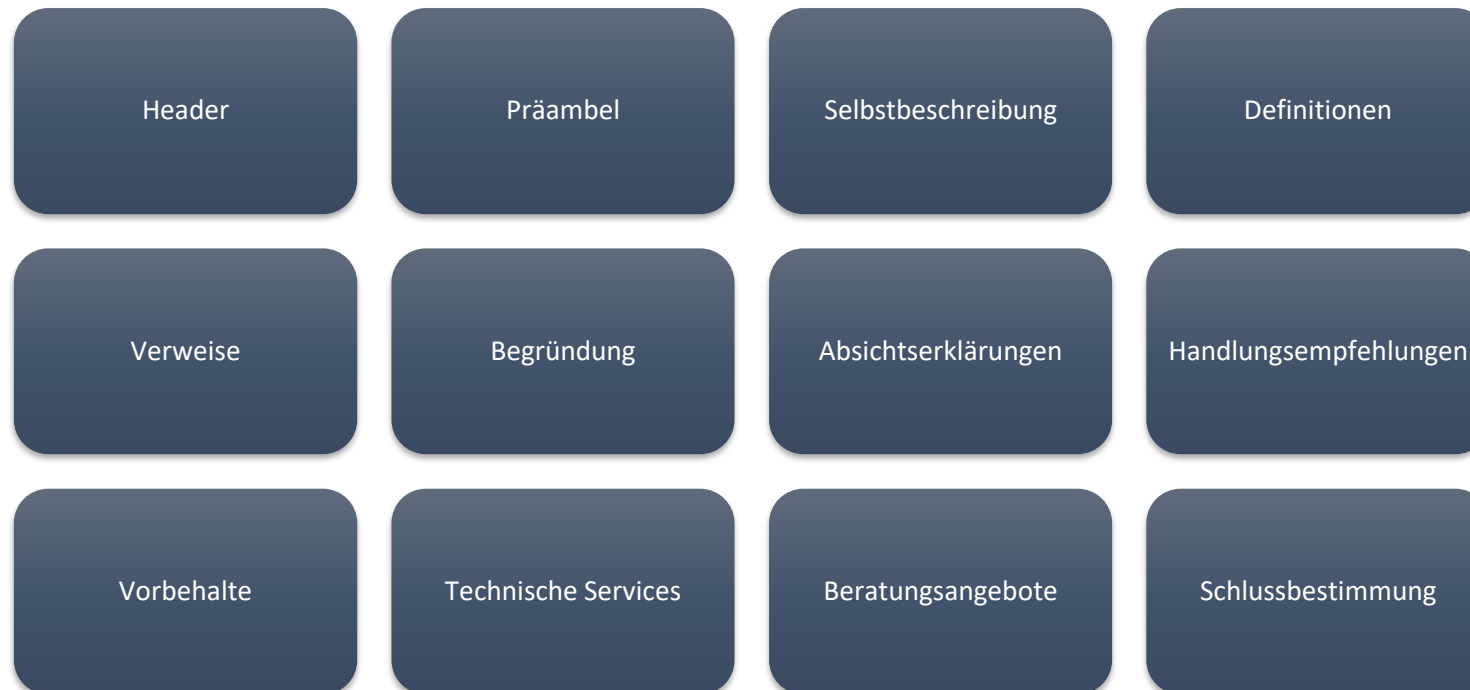 Header
Präambel
Selbstbeschreibung
Definitionen
Verweise
Begründung
Absichtserklärungen
Handlungsempfehlungen
Vorbehalte
Technische Services
Beratungsangebote
Schlussbestimmung